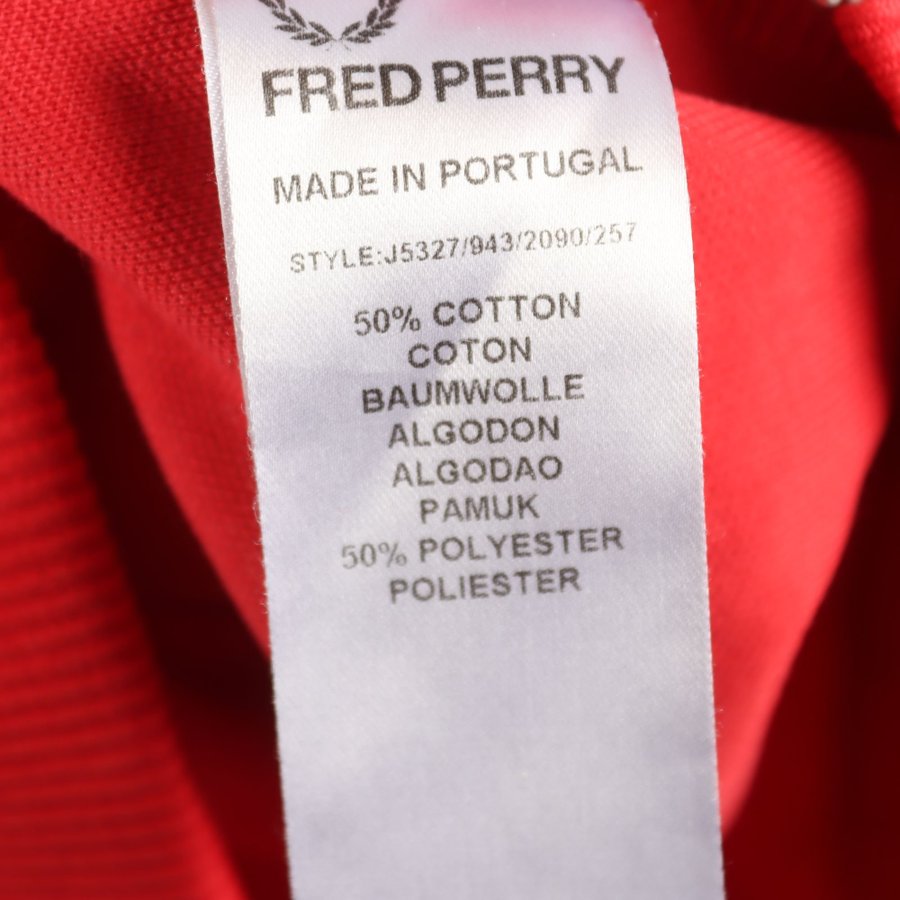 FRED PERRY
MADE IN PORTUGAL
STYLE:J5327/943/2090/257
50% COTTON
COTON
BAUMWOLLE
ALGODON
ALGODAO
PAMUK
50% POLYESTER
POLIESTER